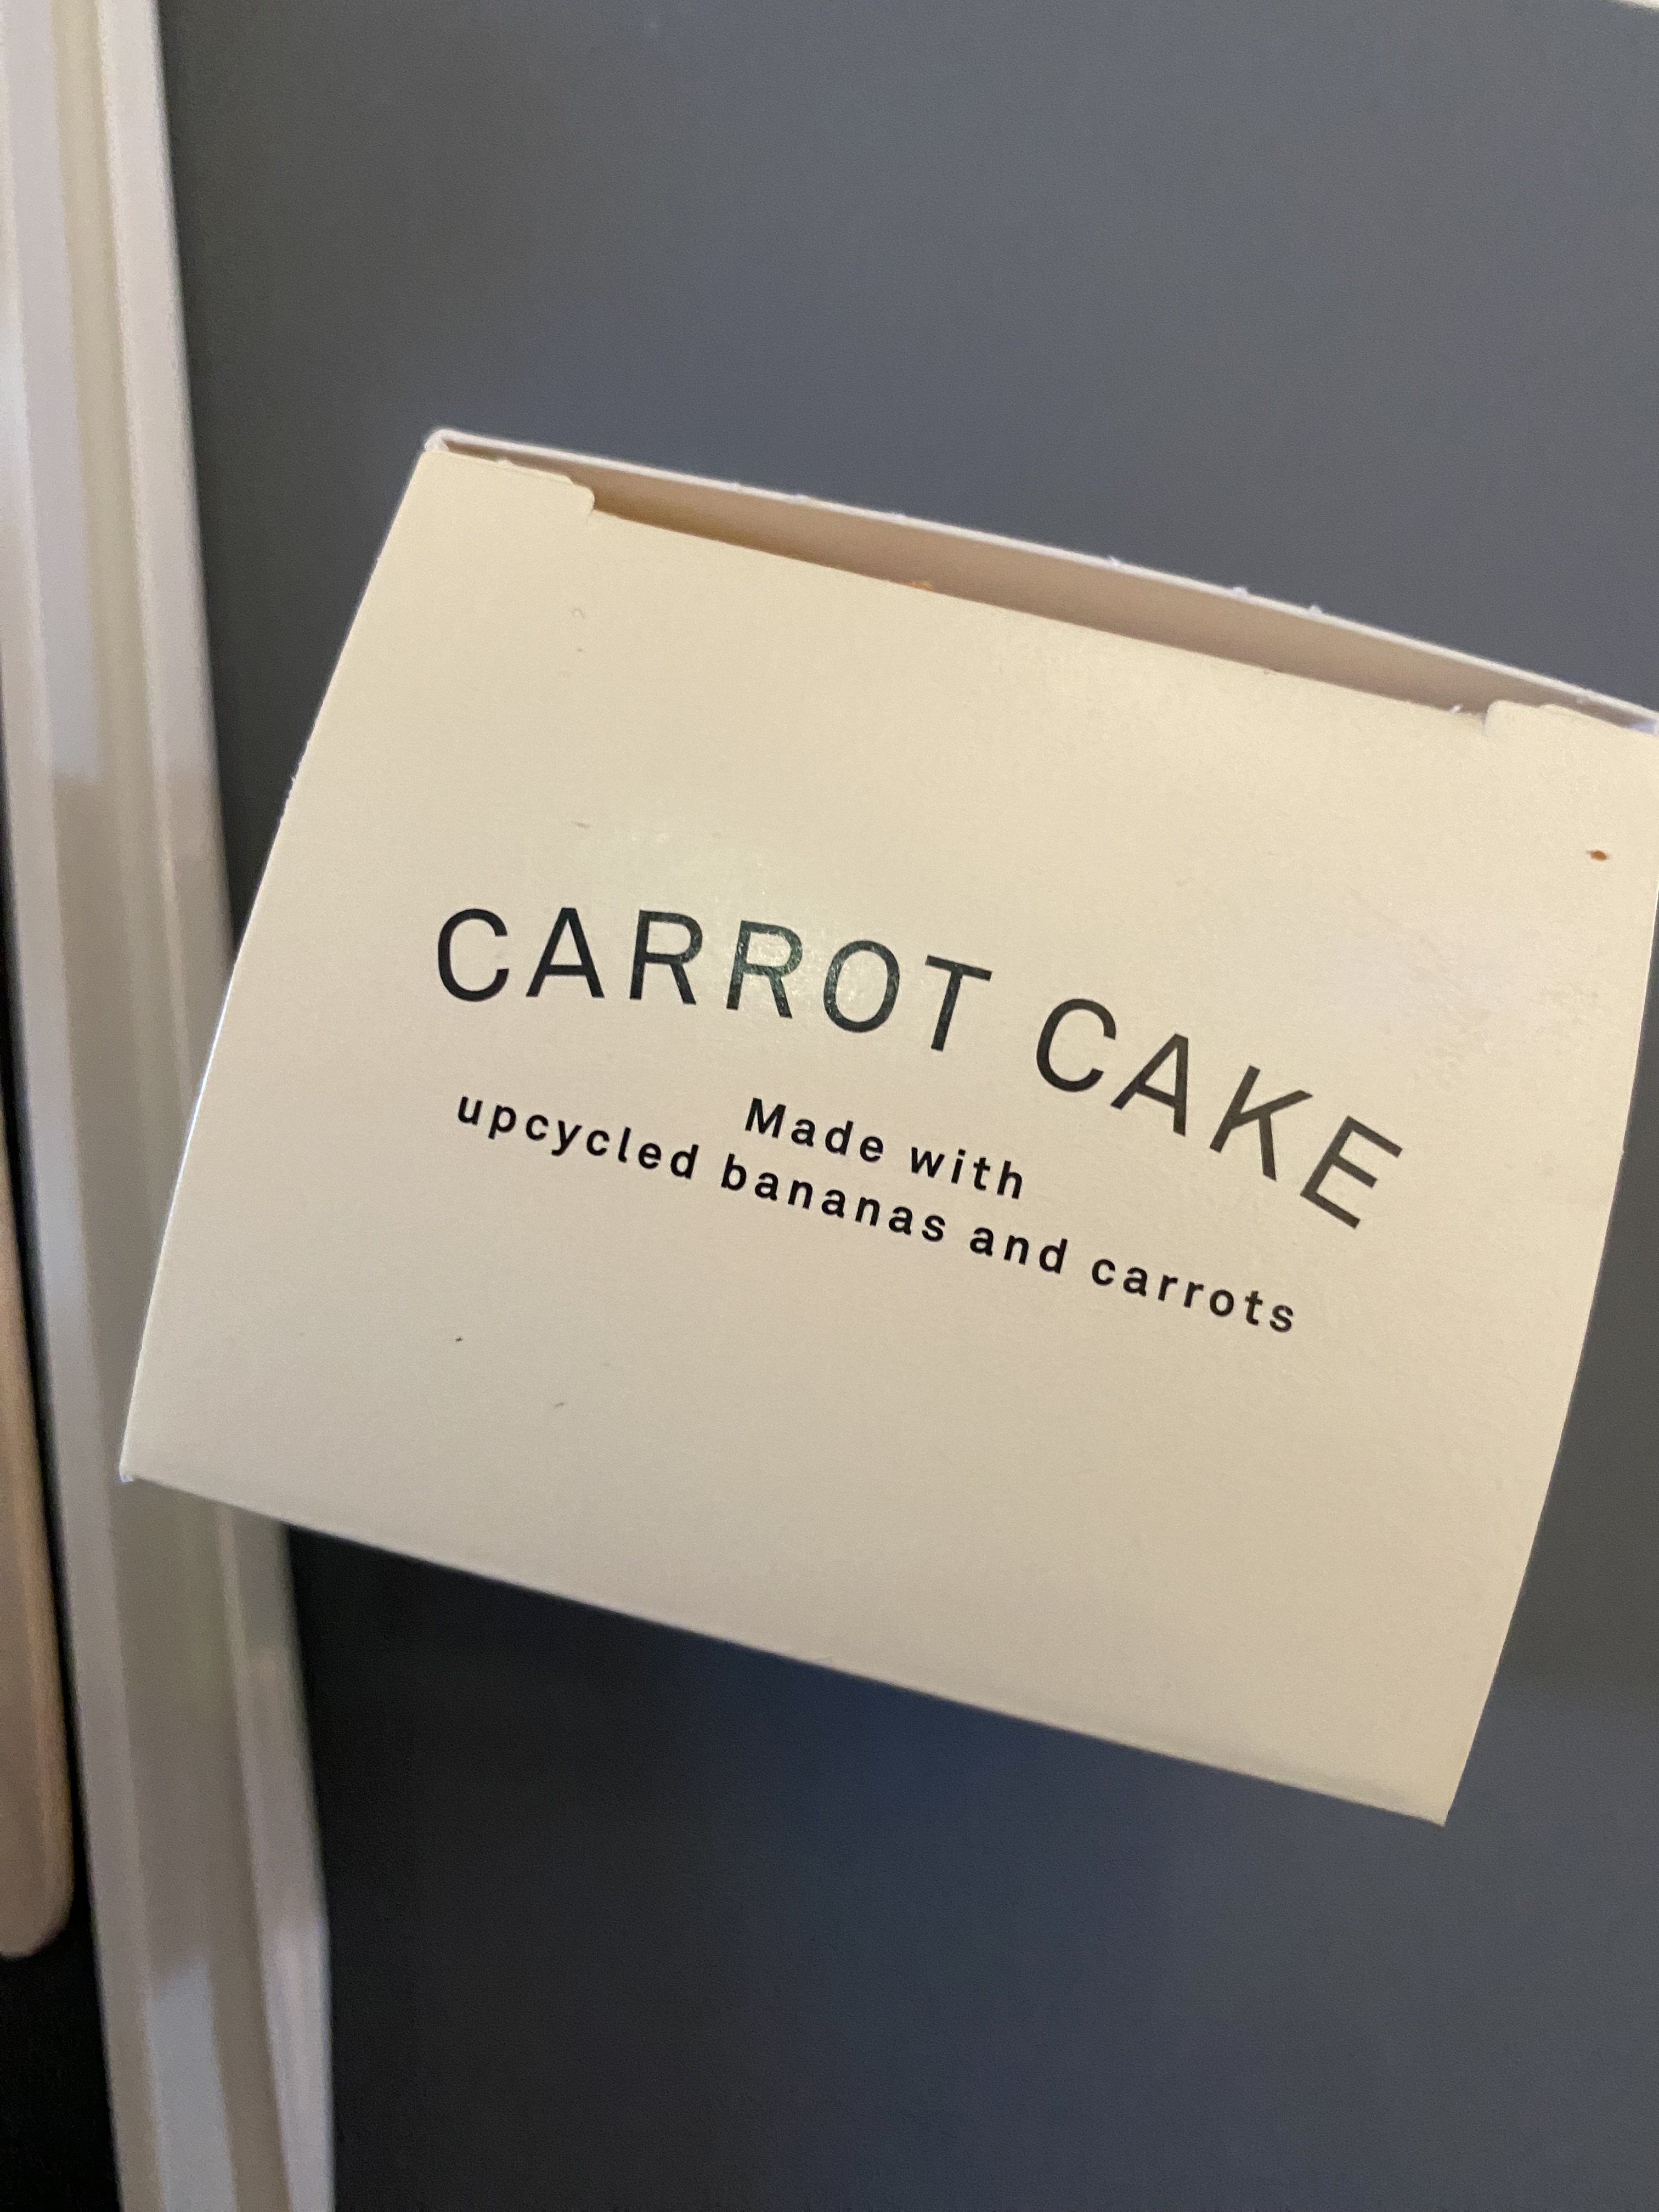 CARROT CAKE
Made with
upcycled bananas and carrots